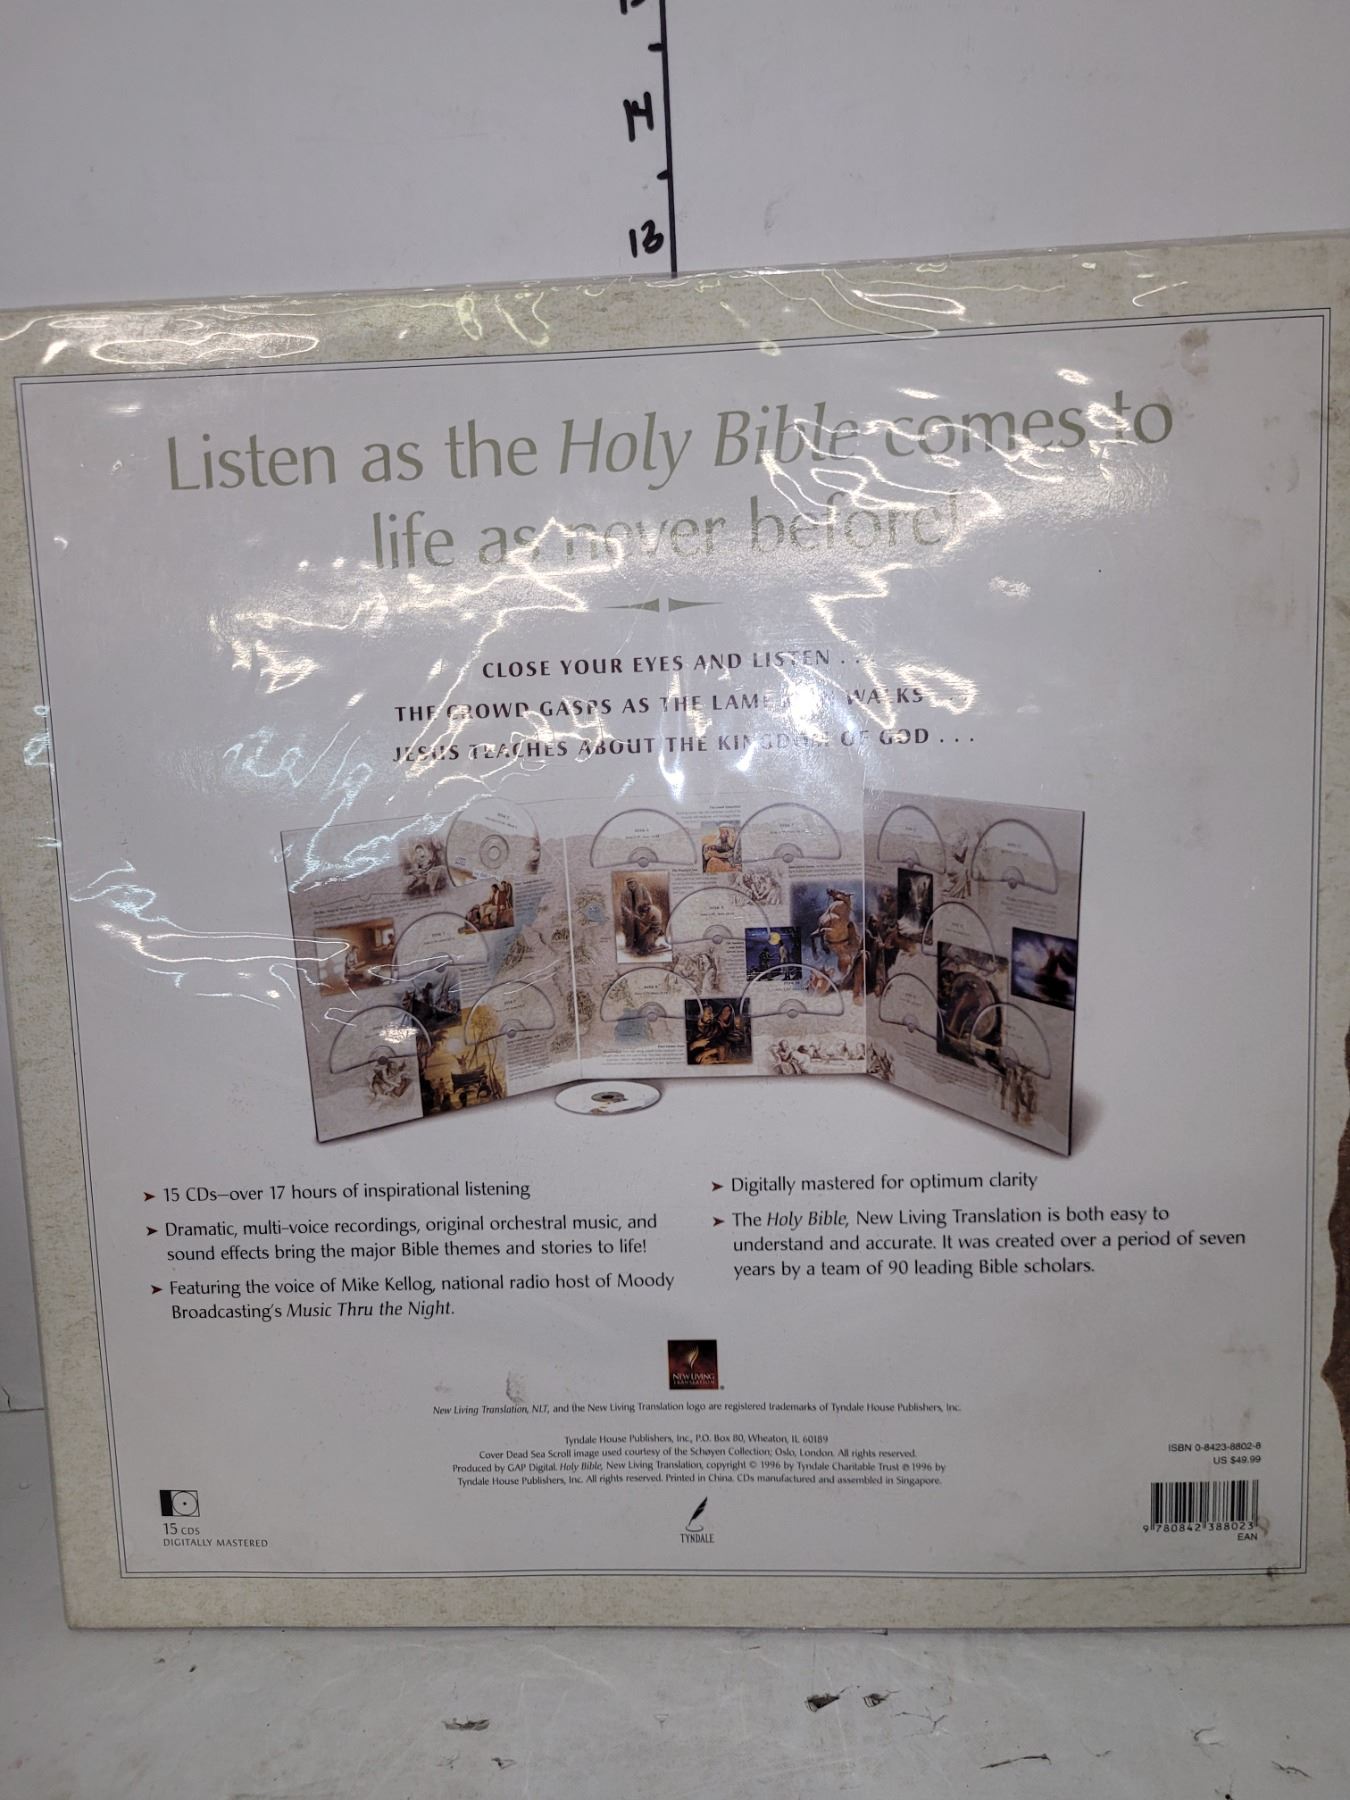 14
13
Listen as the Holy Bible comes to
life as never before!
CLOSE YOUR EYES AND LISTEN . . .
THE CROWD GASPS AS THE LAME WALKS . . .
JESUS TEACHES ABOUT THE KINGDOM OF GOD . . .
➤ 15 CDs–over 17 hours of inspirational listening
➤ Dramatic, multi-voice recordings, original orchestral music, and
sound effects bring the major Bible themes and stories to life!
➤ Featuring the voice of Mike Kellog, national radio host of Moody
Broadcasting's Music Thru the Night.
➤ Digitally mastered for optimum clarity
➤ The Holy Bible, New Living Translation is both easy to
understand and accurate. It was created over a period of seven
years by a team of 90 leading Bible scholars.
NEW LIVING
TRANSLATION
New Living Translation, NLT, and the New Living Translation logo are registered trademarks of Tyndale House Publishers, Inc.
Tyndale House Publishers, Inc., P.O. Box 80, Wheaton, IL 60189
Cover Dead Sea Scroll image used courtesy of the Schøyen Collection; Oslo, London. All rights reserved.
Produced by GAP Digital. Holy Bible, New Living Translation, copyright © 1996 by Tyndale Charitable Trust ℗ 1996 by
Tyndale House Publishers, Inc. All rights reserved. Printed in China. CDs manufactured and assembled in Singapore.
15 CDS
DIGITALLY MASTERED
TYNDALE
ISBN 0-8423-8802-8
US $49.99
9 780842 388023
EAN